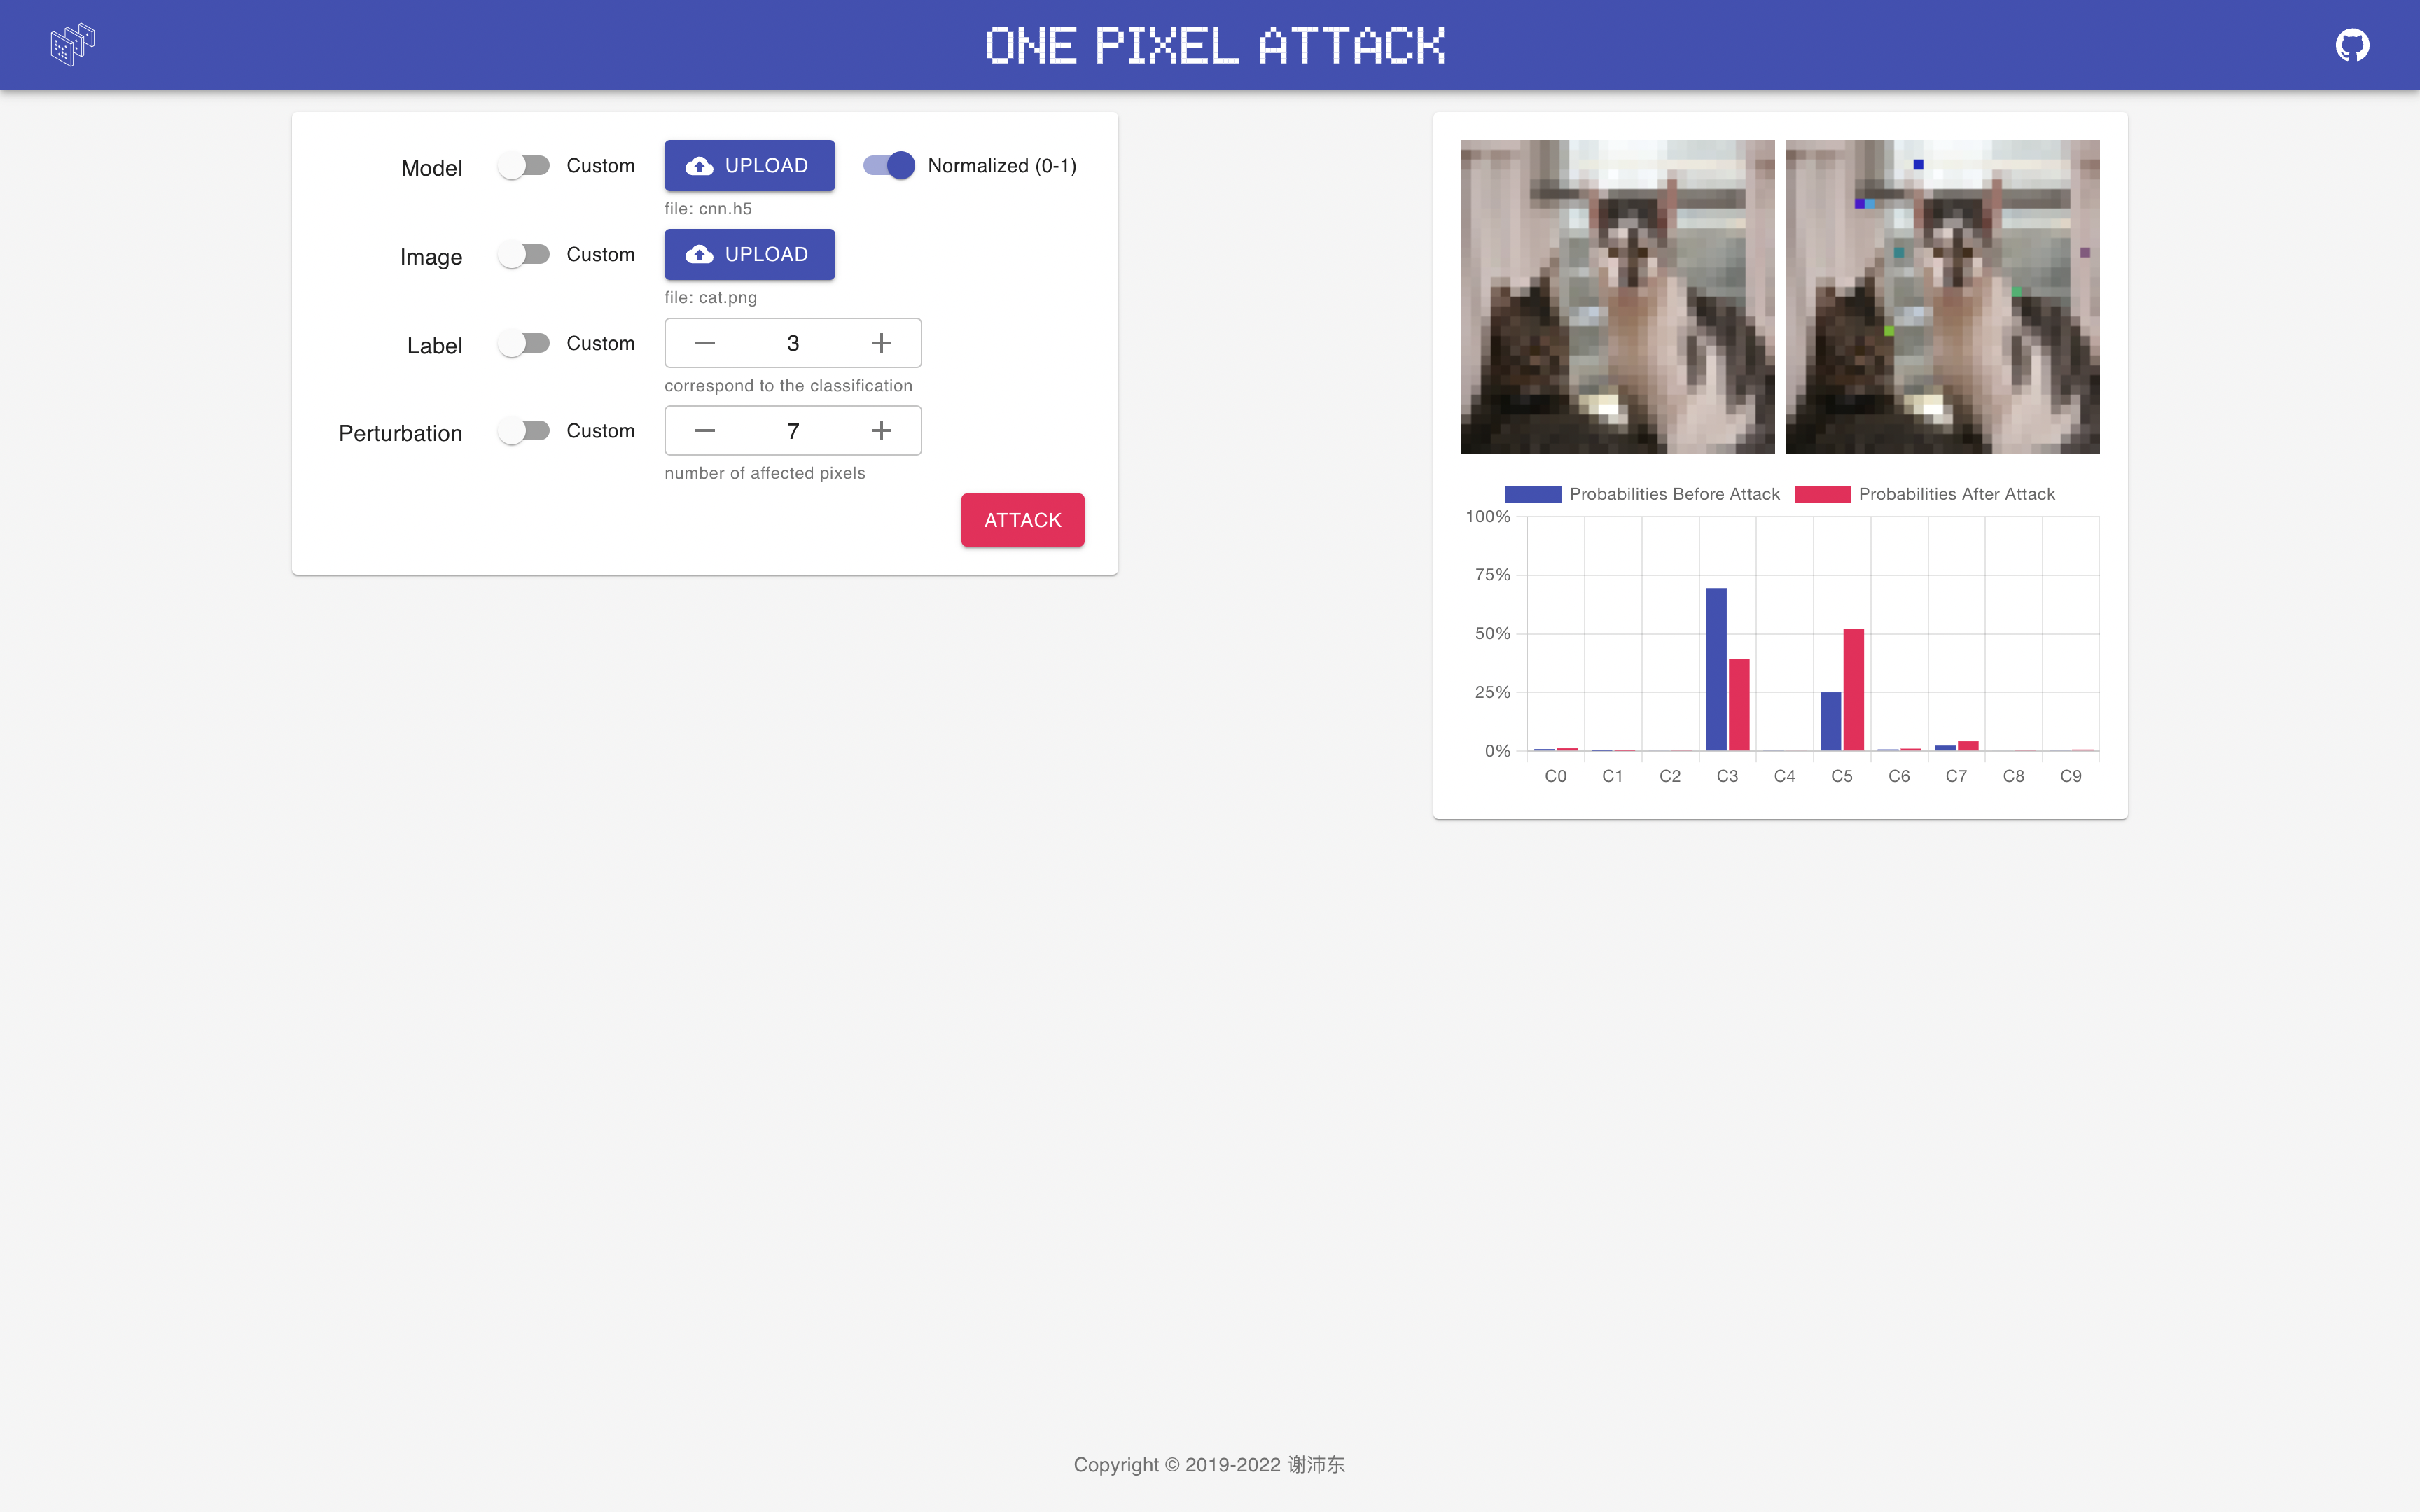 ONE PIXEL ATTACK
Model Custom UPLOAD Normalized (0-1)
file: cnn.h5
Image Custom UPLOAD
file: cat.png
Label Custom 3
correspond to the classification
Perturbation Custom 7
number of affected pixels
ATTACK
Probabilities Before Attack Probabilities After Attack
100%
75%
50%
25%
0%
C0 C1 C2 C3 C4 C5 C6 C7 C8 C9
Copyright © 2019-2022 谢沛东